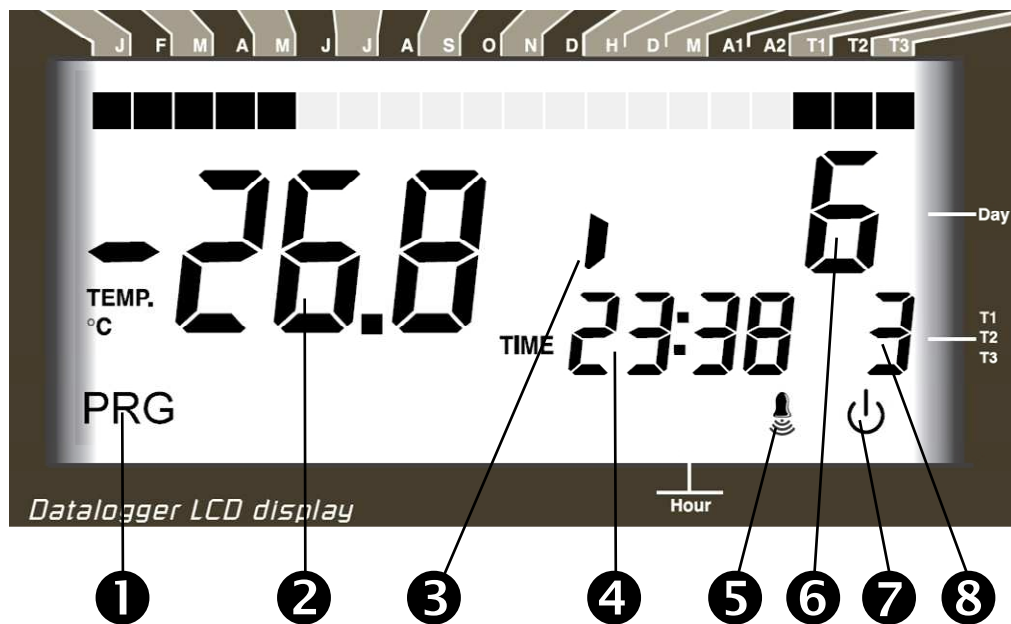 J F M A M J J A S O N D H D M A1 A2 T1 T2 T3
6
Day
-26.8
TEMP.
°C
TIME 23:38 3
T1
T2
T3
PRG
Datalogger LCD display
Hour
1 2 3 4 5 6 7 8